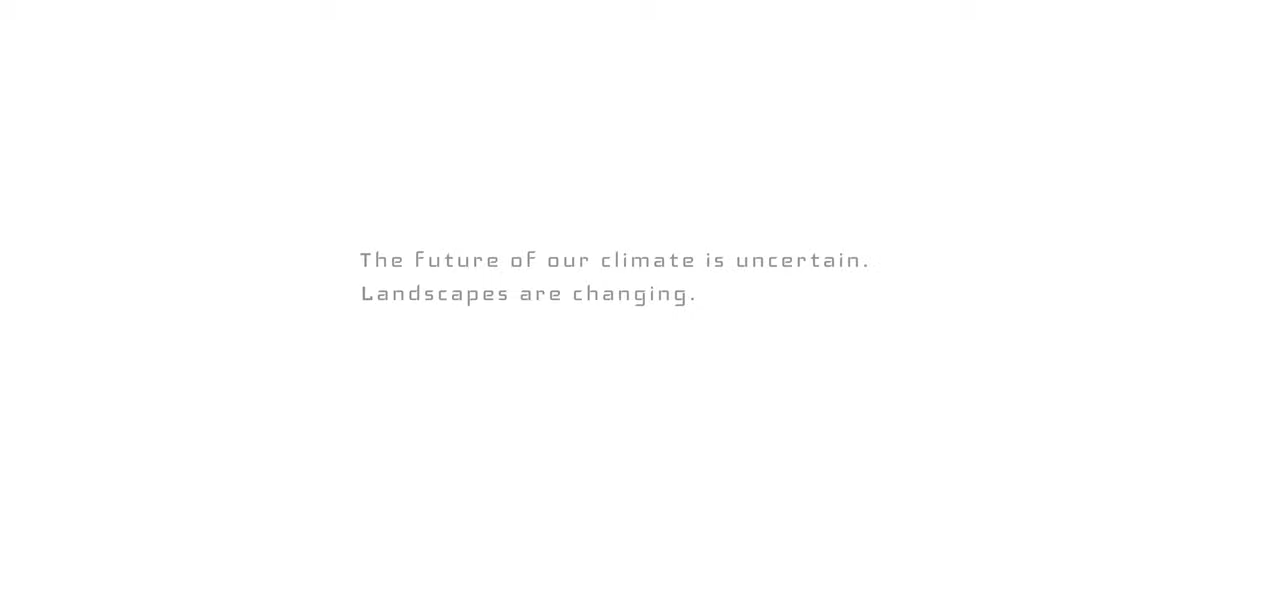 The future of our climate is uncertain.
Landscapes are changing.